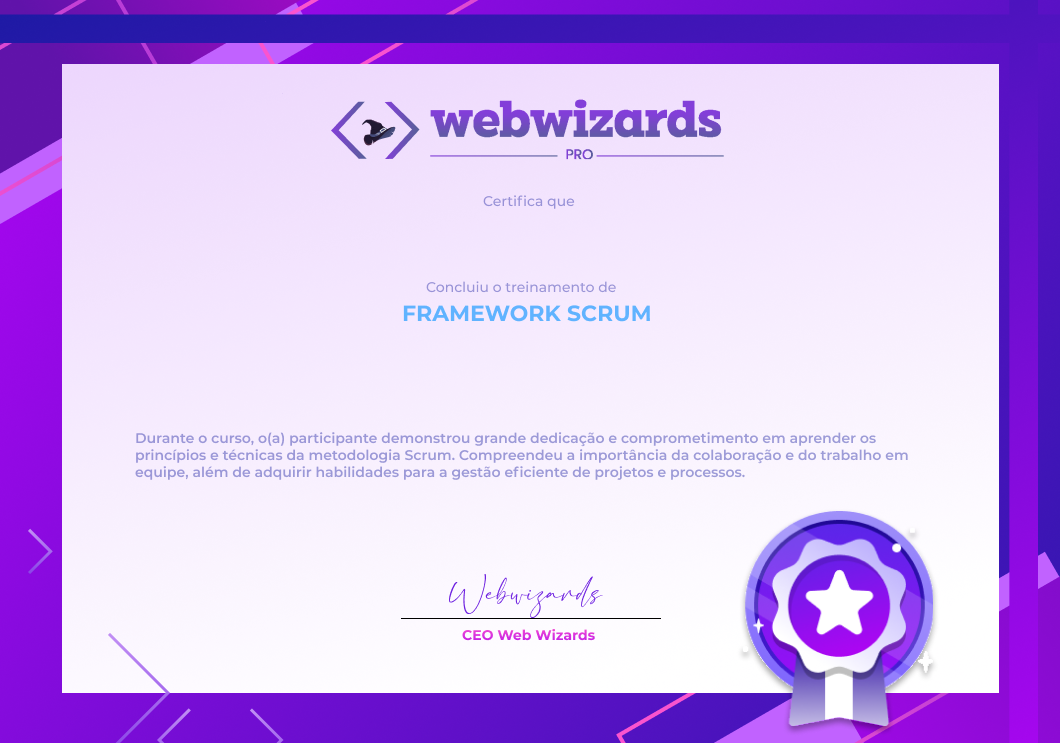 webwizards
PRO
Certifica que
Concluiu o treinamento de
FRAMEWORK SCRUM
Durante o curso, o(a) participante demonstrou grande dedicação e comprometimento em aprender os
princípios e técnicas da metodologia Scrum. Compreendeu a importância da colaboração e do trabalho em
equipe, além de adquirir habilidades para a gestão eficiente de projetos e processos.
Webwizards
CEO Web Wizards